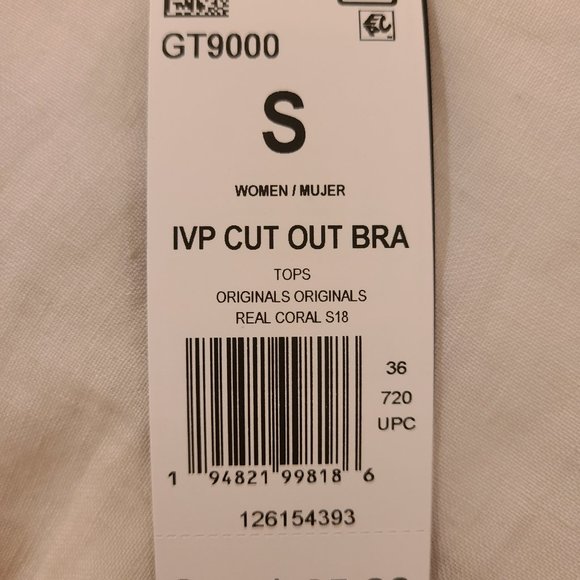 GT9000
S
WOMEN / MUJER
IVP CUT OUT BRA
TOPS
ORIGINALS ORIGINALS
REAL CORAL S18
36
720
UPC
1 94821 99818 6
126154393